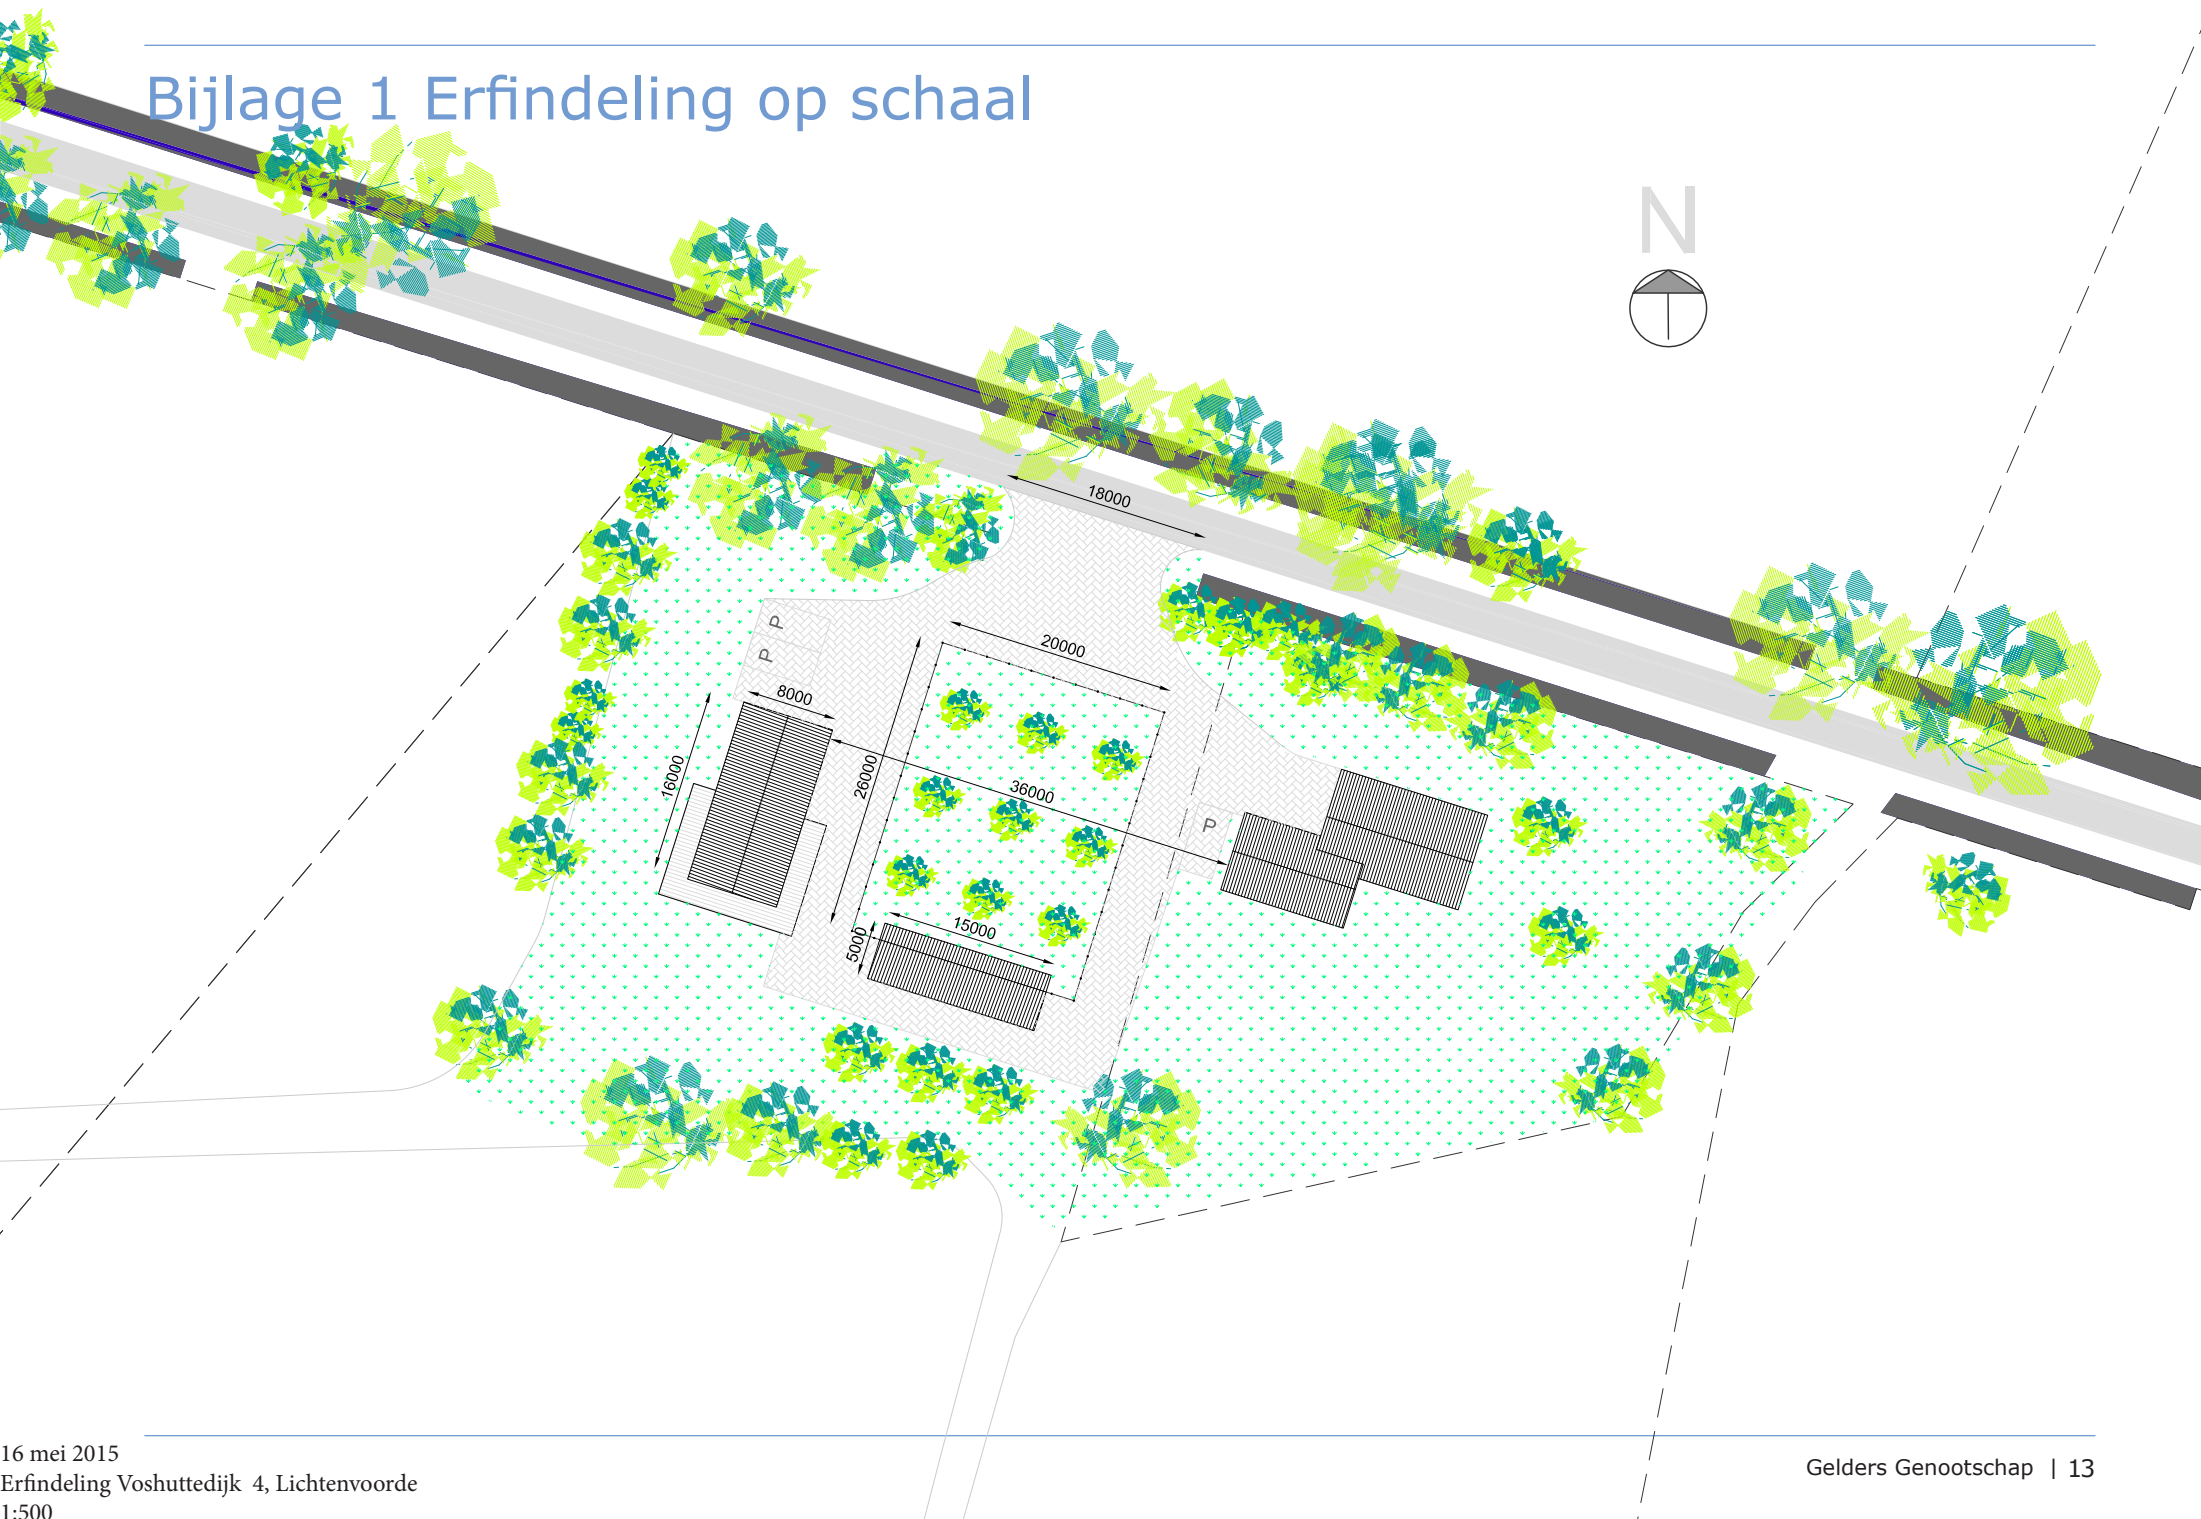 Bijlage 1 Erfindeling op schaal
N
18000
20000
P
P
8000
16000
26000
36000
P
15000
5000
16 mei 2015
Erfindeling Voshuttedijk 4, Lichtenvoorde
1:500
Gelders Genootschap | 13